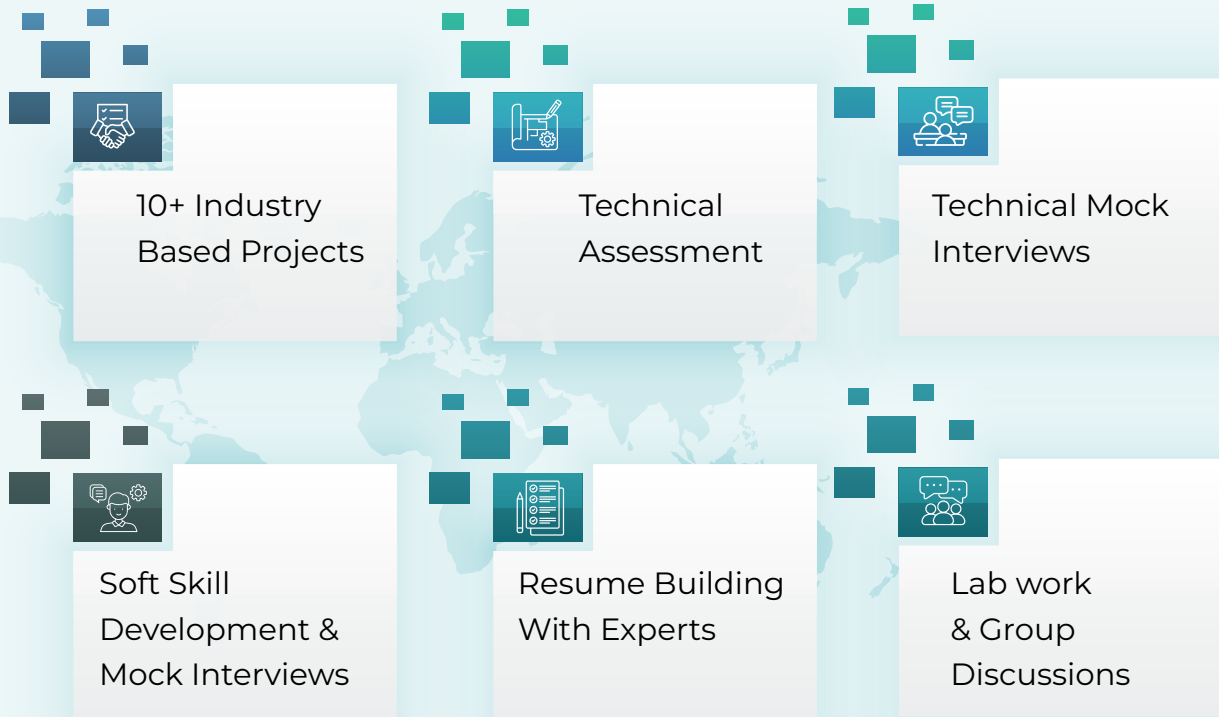 10+ Industry
Based Projects
Technical
Assessment
Technical Mock
Interviews
Soft Skill
Development &
Mock Interviews
Resume Building
With Experts
Lab work
& Group
Discussions